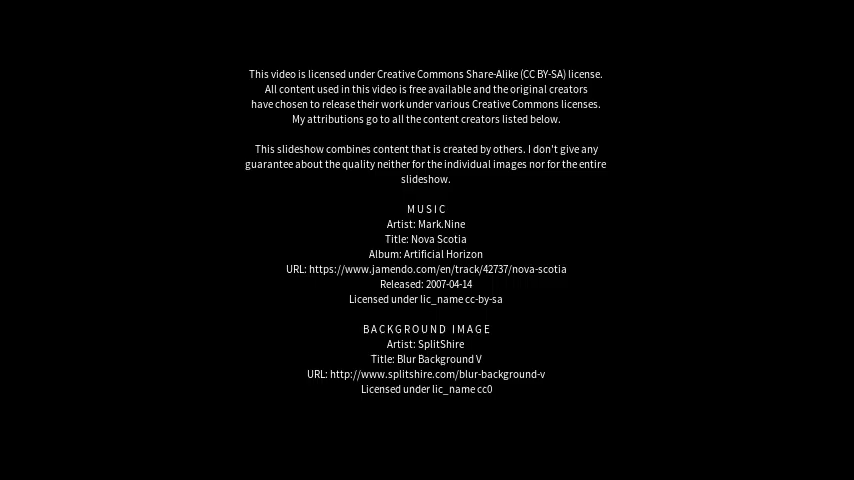 This video is licensed under Creative Commons Share-Alike (CC BY-SA) license.
All content used in this video is free available and the original creators
have chosen to release their work under various Creative Commons licenses.
My attributions go to all the content creators listed below.
This slideshow combines content that is created by others. I don't give any
guarantee about the quality neither for the individual images nor for the entire
slideshow.
MUSIC
Artist: Mark.Nine
Title: Nova Scotia
Album: Artificial Horizon
URL: https://www.jamendo.com/en/track/42737/nova-scotia
Released: 2007-04-14
Licensed under lic_name cc-by-sa
BACKGROUND IMAGE
Artist: SplitShire
Title: Blur Background V
URL: http://www.splitshire.com/blur-background-v
Licensed under lic_name cc0